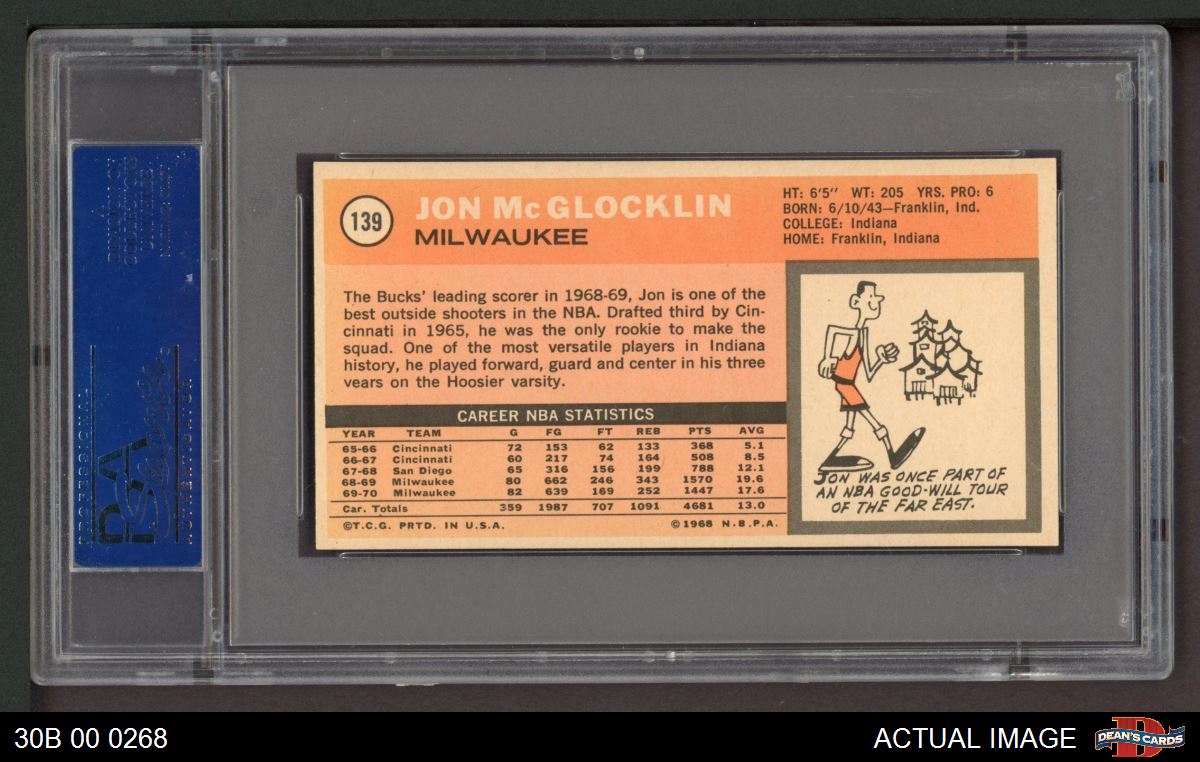 139
JON McGLOCKLIN
MILWAUKEE
HT: 6'5" WT: 205 YRS. PRO: 6
BORN: 6/10/43—Franklin, Ind.
COLLEGE: Indiana
HOME: Franklin, Indiana
The Bucks' leading scorer in 1968-69, Jon is one of the
best outside shooters in the NBA. Drafted third by Cin-
cinnati in 1965, he was the only rookie to make the
squad. One of the most versatile players in Indiana
history, he played forward, guard and center in his three
years on the Hoosier varsity.
CAREER NBA STATISTICS
YEAR TEAM G FG FT REB PTS AVG
65-66 Cincinnati 72 153 62 133 368 5.1
66-67 Cincinnati 60 217 74 164 508 8.5
67-68 San Diego 65 316 156 199 788 12.1
68-69 Milwaukee 80 662 246 343 1570 19.6
69-70 Milwaukee 82 639 169 252 1447 17.6
Car. Totals 359 1987 707 1091 4681 13.0
©T.C.G. PRTD. IN U.S.A. ©1968 N.B.P.A.
JON WAS ONCE PART OF
AN NBA GOOD-WILL TOUR
OF THE FAR EAST.
PROFESSIONAL
PSA
AUTHENTICATOR
30B 00 0268
ACTUAL IMAGE
DEAN'S CARDS